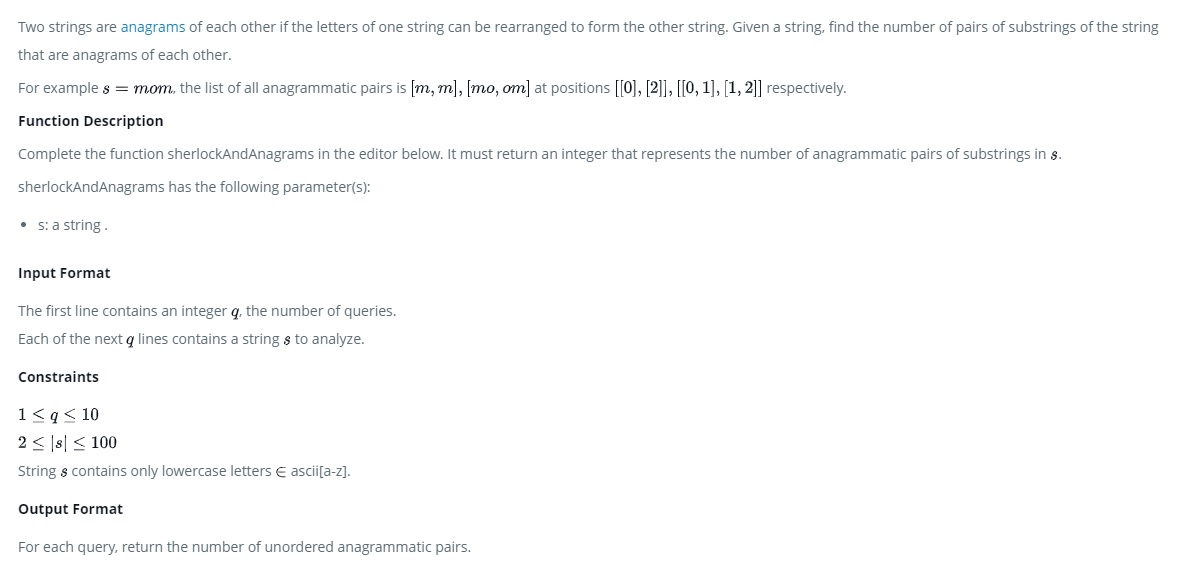 Two strings are anagrams of each other if the letters of one string can be rearranged to form the other string. Given a string, find the number of pairs of substrings of the string
that are anagrams of each other.
For example s = mom, the list of all anagrammatic pairs is [m, m], [mo, om] at positions [[0], [2]], [[0, 1], [1, 2]] respectively.
Function Description
Complete the function sherlockAndAnagrams in the editor below. It must return an integer that represents the number of anagrammatic pairs of substrings in s.
sherlockAndAnagrams has the following parameter(s):
• s: a string .
Input Format
The first line contains an integer q, the number of queries.
Each of the next q lines contains a string s to analyze.
Constraints
1 ≤ q ≤ 10
2 ≤ |s| ≤ 100
String s contains only lowercase letters ∈ ascii[a-z].
Output Format
For each query, return the number of unordered anagrammatic pairs.